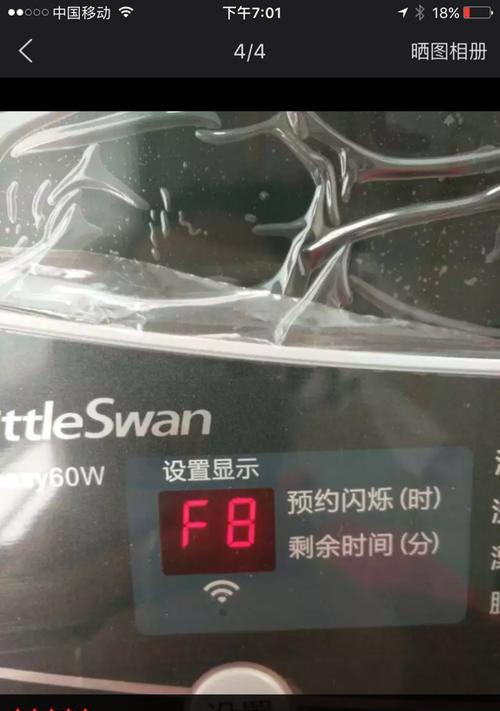 中国移动 下午7:01 18%
4/4 晒图相册
ttleSwan
60W
设置显示
F8
预约闪烁(时)
剩余时间(分)